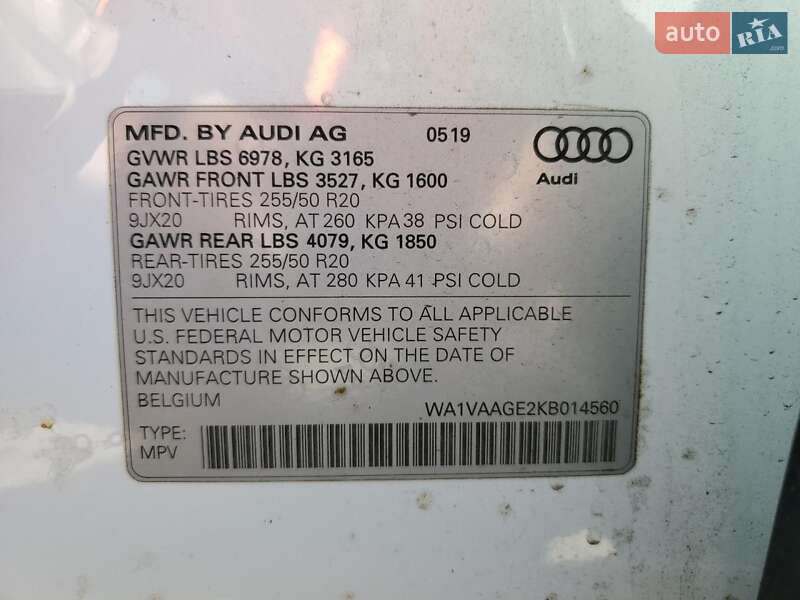 auto RIA .com
MFD. BY AUDI AG 0519
GVWR LBS 6978, KG 3165
GAWR FRONT LBS 3527, KG 1600 Audi
FRONT-TIRES 255/50 R20
9JX20 RIMS, AT 260 KPA 38 PSI COLD
GAWR REAR LBS 4079, KG 1850
REAR-TIRES 255/50 R20
9JX20 RIMS, AT 280 KPA 41 PSI COLD
THIS VEHICLE CONFORMS TO ALL APPLICABLE
U.S. FEDERAL MOTOR VEHICLE SAFETY
STANDARDS IN EFFECT ON THE DATE OF
MANUFACTURE SHOWN ABOVE.
BELGIUM WA1VAAGE2KB014560
TYPE:
MPV